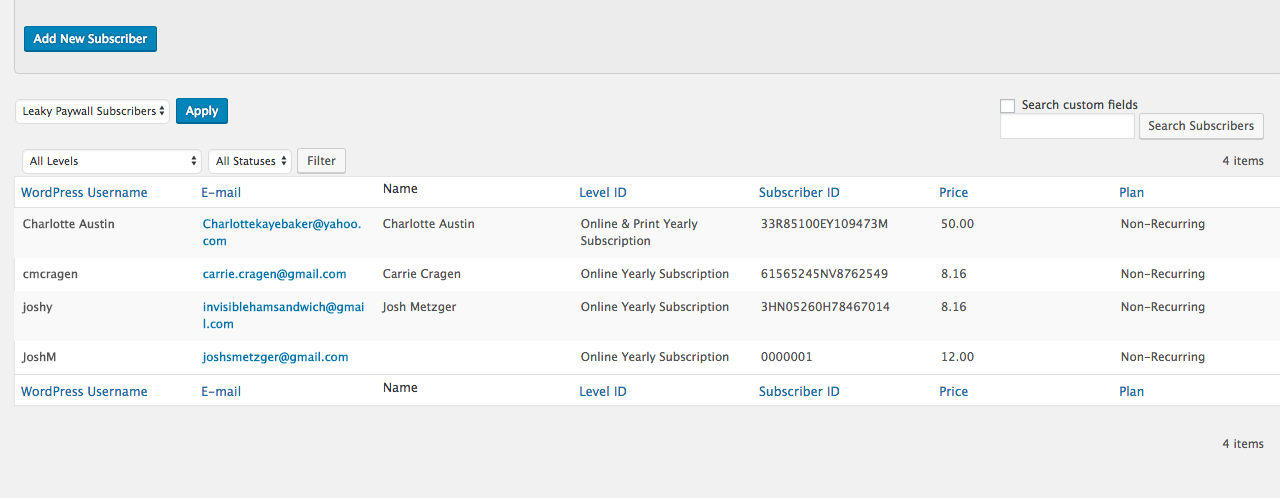 Add New Subscriber
Leaky Paywall Subscribers Apply
Search custom fields
Search Subscribers
All Levels All Statuses Filter 4 items
WordPress Username E-mail Name Level ID Subscriber ID Price Plan
Charlotte Austin Charlottekayebaker@yahoo. Charlotte Austin Online & Print Yearly 33R85100EY109473M 50.00 Non-Recurring
com Subscription
cmcragen carrie.cragen@gmail.com Carrie Cragen Online Yearly Subscription 61565245NV8762549 8.16 Non-Recurring
joshy invisiblehamsandwich@gmai Josh Metzger Online Yearly Subscription 3HN05260H78467014 8.16 Non-Recurring
l.com
JoshM joshsmetzger@gmail.com Online Yearly Subscription 0000001 12.00 Non-Recurring
WordPress Username E-mail Name Level ID Subscriber ID Price Plan
4 items